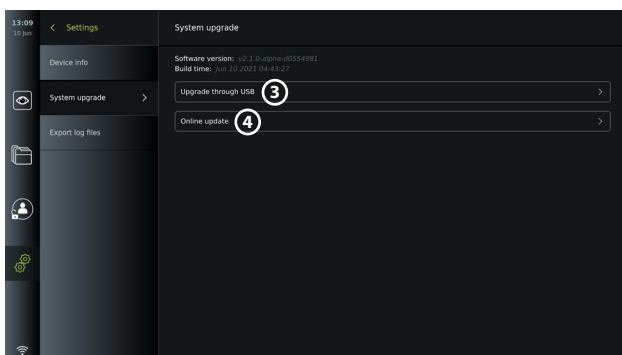 13:09
10 Jun
Settings
System upgrade
Device info
System upgrade
Export log files
Software version: v2.1.0-alpha-d0554981
Build time: Jun 10 2021 04:43:27
Upgrade through USB 3
Online update 4